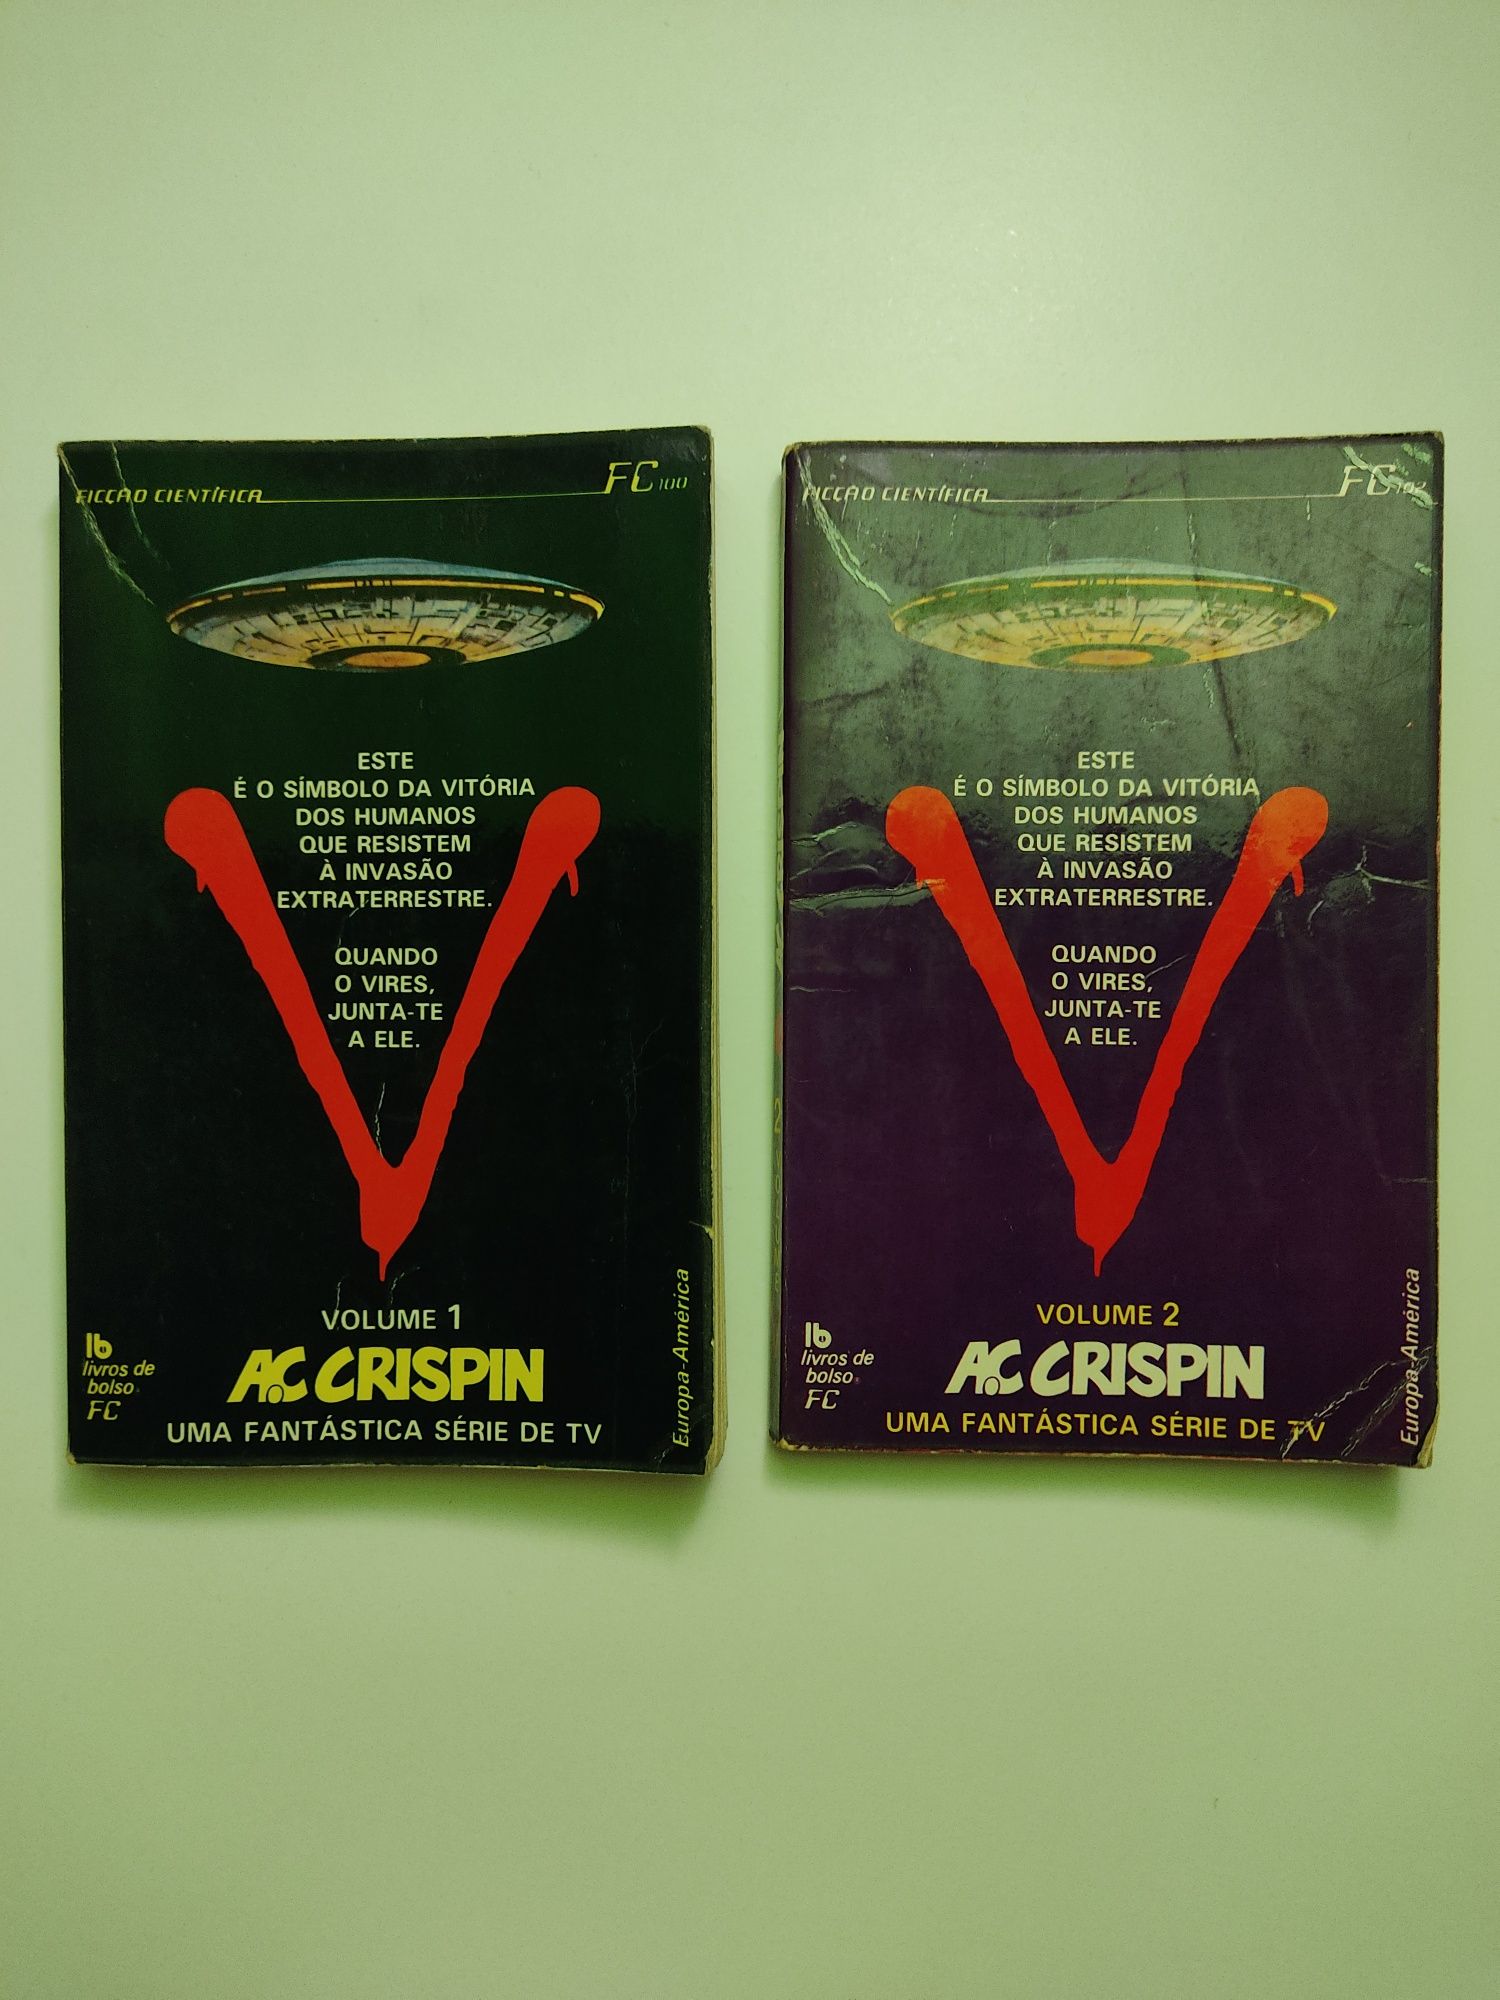 FICÇÃO CIENTÍFICA FC 100
ESTE
É O SÍMBOLO DA VITÓRIA
DOS HUMANOS
QUE RESISTEM
À INVASÃO
EXTRATERRESTRE.
QUANDO
O VIRES,
JUNTA-TE
A ELE.
V
VOLUME 1
lb
livros de
bolso
FC
A.C. CRISPIN
UMA FANTÁSTICA SÉRIE DE TV
Europa-América
FICÇÃO CIENTÍFICA FC 102
ESTE
É O SÍMBOLO DA VITÓRIA
DOS HUMANOS
QUE RESISTEM
À INVASÃO
EXTRATERRESTRE.
QUANDO
O VIRES,
JUNTA-TE
A ELE.
V
VOLUME 2
lb
livros de
bolso
FC
A.C. CRISPIN
UMA FANTÁSTICA SÉRIE DE TV
Europa-América
2